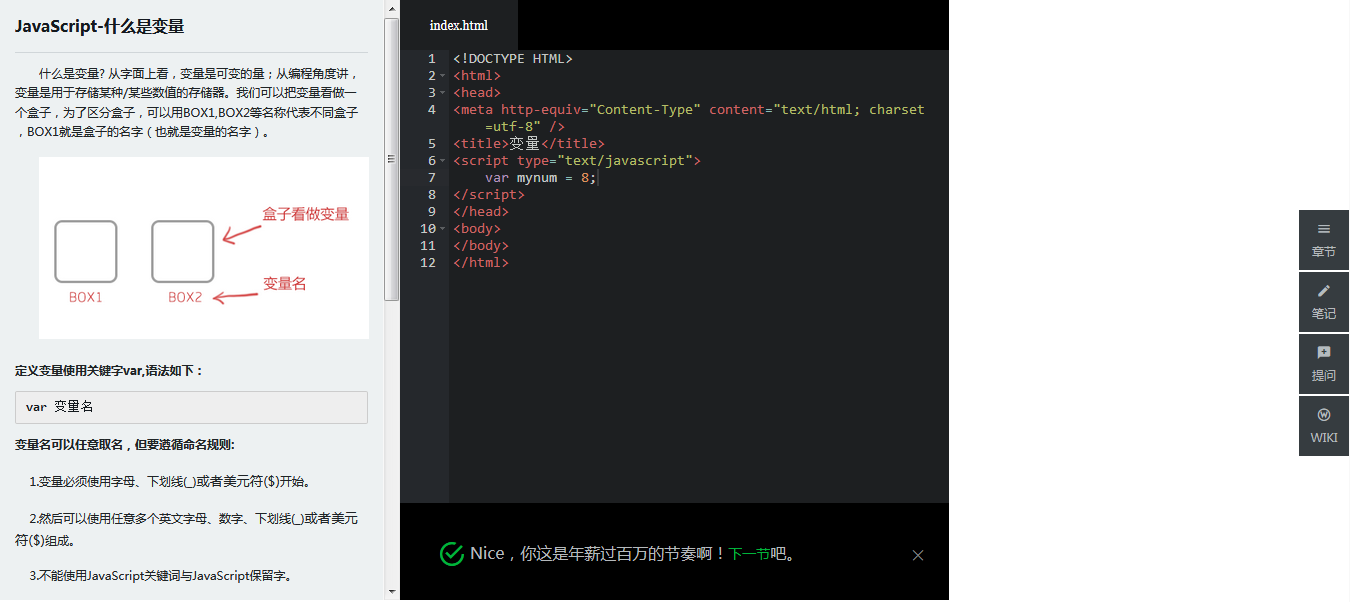 JavaScript-什么是变量
什么是变量? 从字面上看，变量是可变的量；从编程角度讲，
变量是用于存储某种/某些数值的存储器。我们可以把变量看做一
个盒子，为了区分盒子，可以用BOX1,BOX2等名称代表不同盒子
，BOX1就是盒子的名字（也就是变量的名字）。
盒子看做变量
变量名
BOX1
BOX2
定义变量使用关键字var,语法如下：
var 变量名
变量名可以任意取名，但要遵循命名规则:
1.变量必须使用字母、下划线(_)或者美元符($)开始。
2.然后可以使用任意多个英文字母、数字、下划线(_)或者美元
符($)组成。
3.不能使用JavaScript关键词与JavaScript保留字。
index.html
1 <!DOCTYPE HTML>
2 <html>
3 <head>
4 <meta http-equiv="Content-Type" content="text/html; charset
=utf-8" />
5 <title>变量</title>
6 <script type="text/javascript">
7 var mynum = 8;
8 </script>
9 </head>
10 <body>
11 </body>
12 </html>
Nice，你这是年薪过百万的节奏啊！下一节吧。
章节
笔记
提问
WIKI